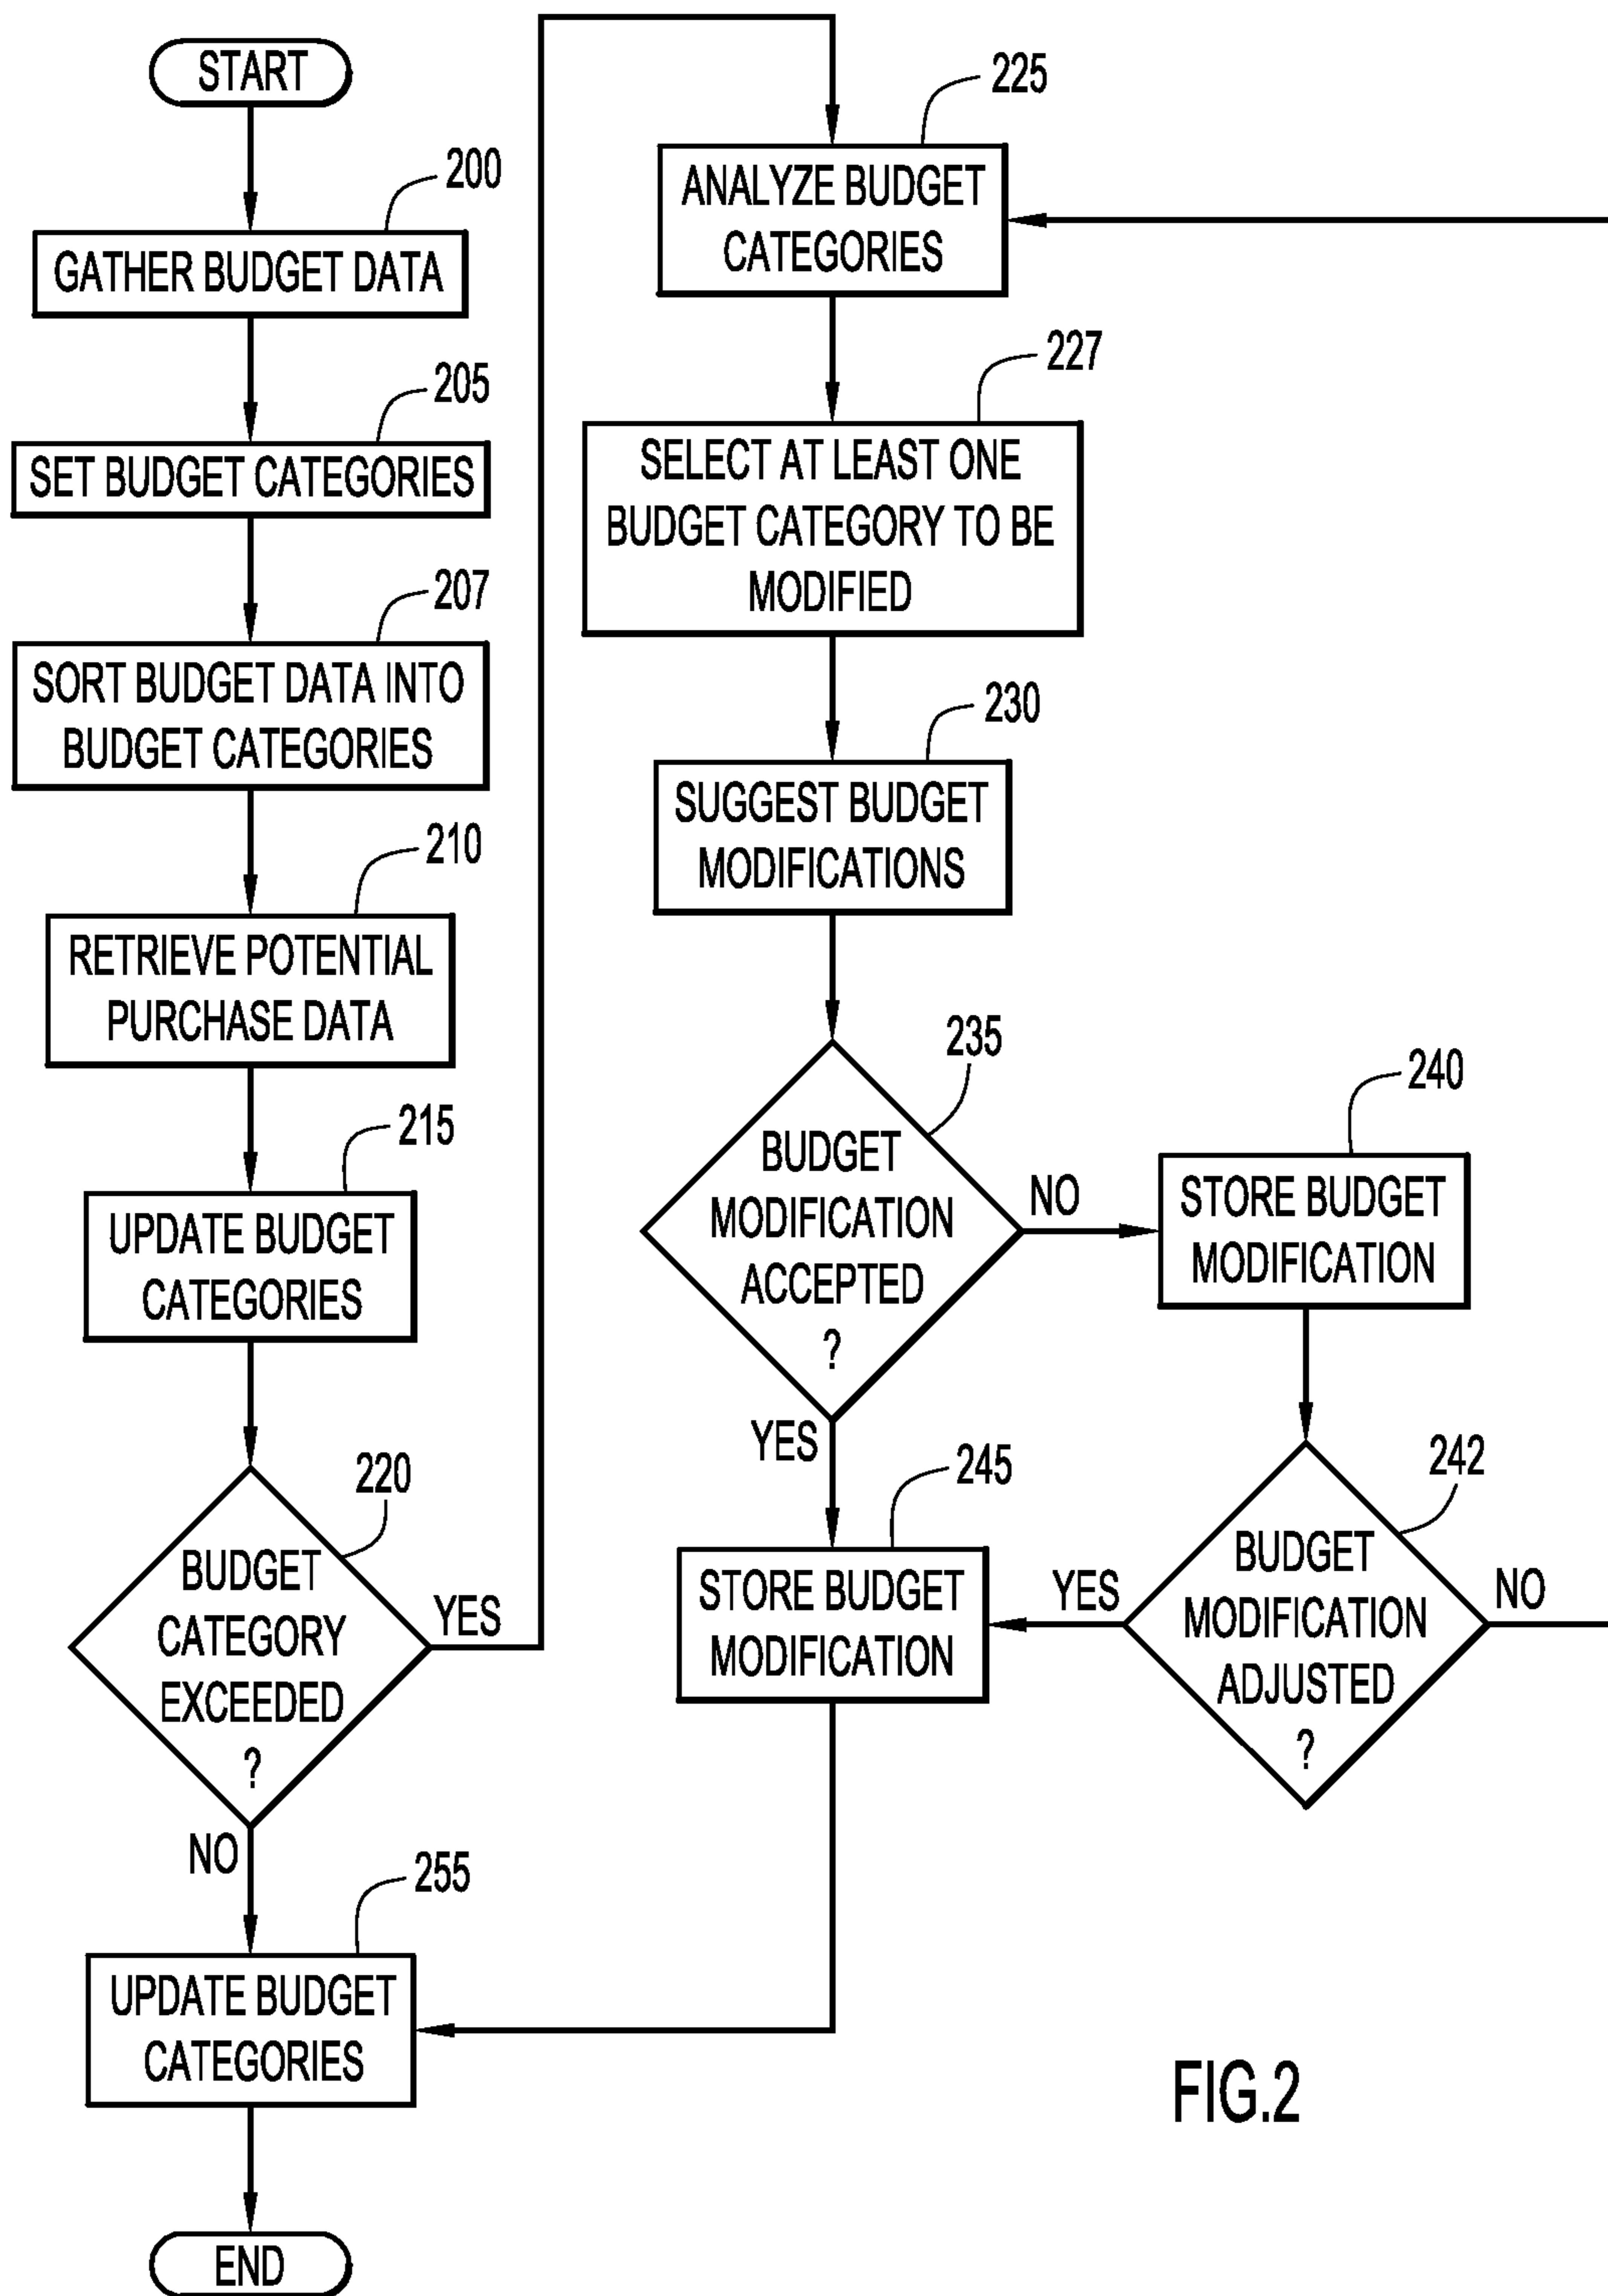 START
200
GATHER BUDGET DATA
205
SET BUDGET CATEGORIES
207
SORT BUDGET DATA INTO
BUDGET CATEGORIES
210
RETRIEVE POTENTIAL
PURCHASE DATA
215
UPDATE BUDGET
CATEGORIES
220
BUDGET
CATEGORY
EXCEEDED
?
YES
NO
255
UPDATE BUDGET
CATEGORIES
END
225
ANALYZE BUDGET
CATEGORIES
227
SELECT AT LEAST ONE
BUDGET CATEGORY TO BE
MODIFIED
230
SUGGEST BUDGET
MODIFICATIONS
235
BUDGET
MODIFICATION
ACCEPTED
?
NO
YES
240
STORE BUDGET
MODIFICATION
242
BUDGET
MODIFICATION
ADJUSTED
?
YES
NO
245
STORE BUDGET
MODIFICATION
FIG.2